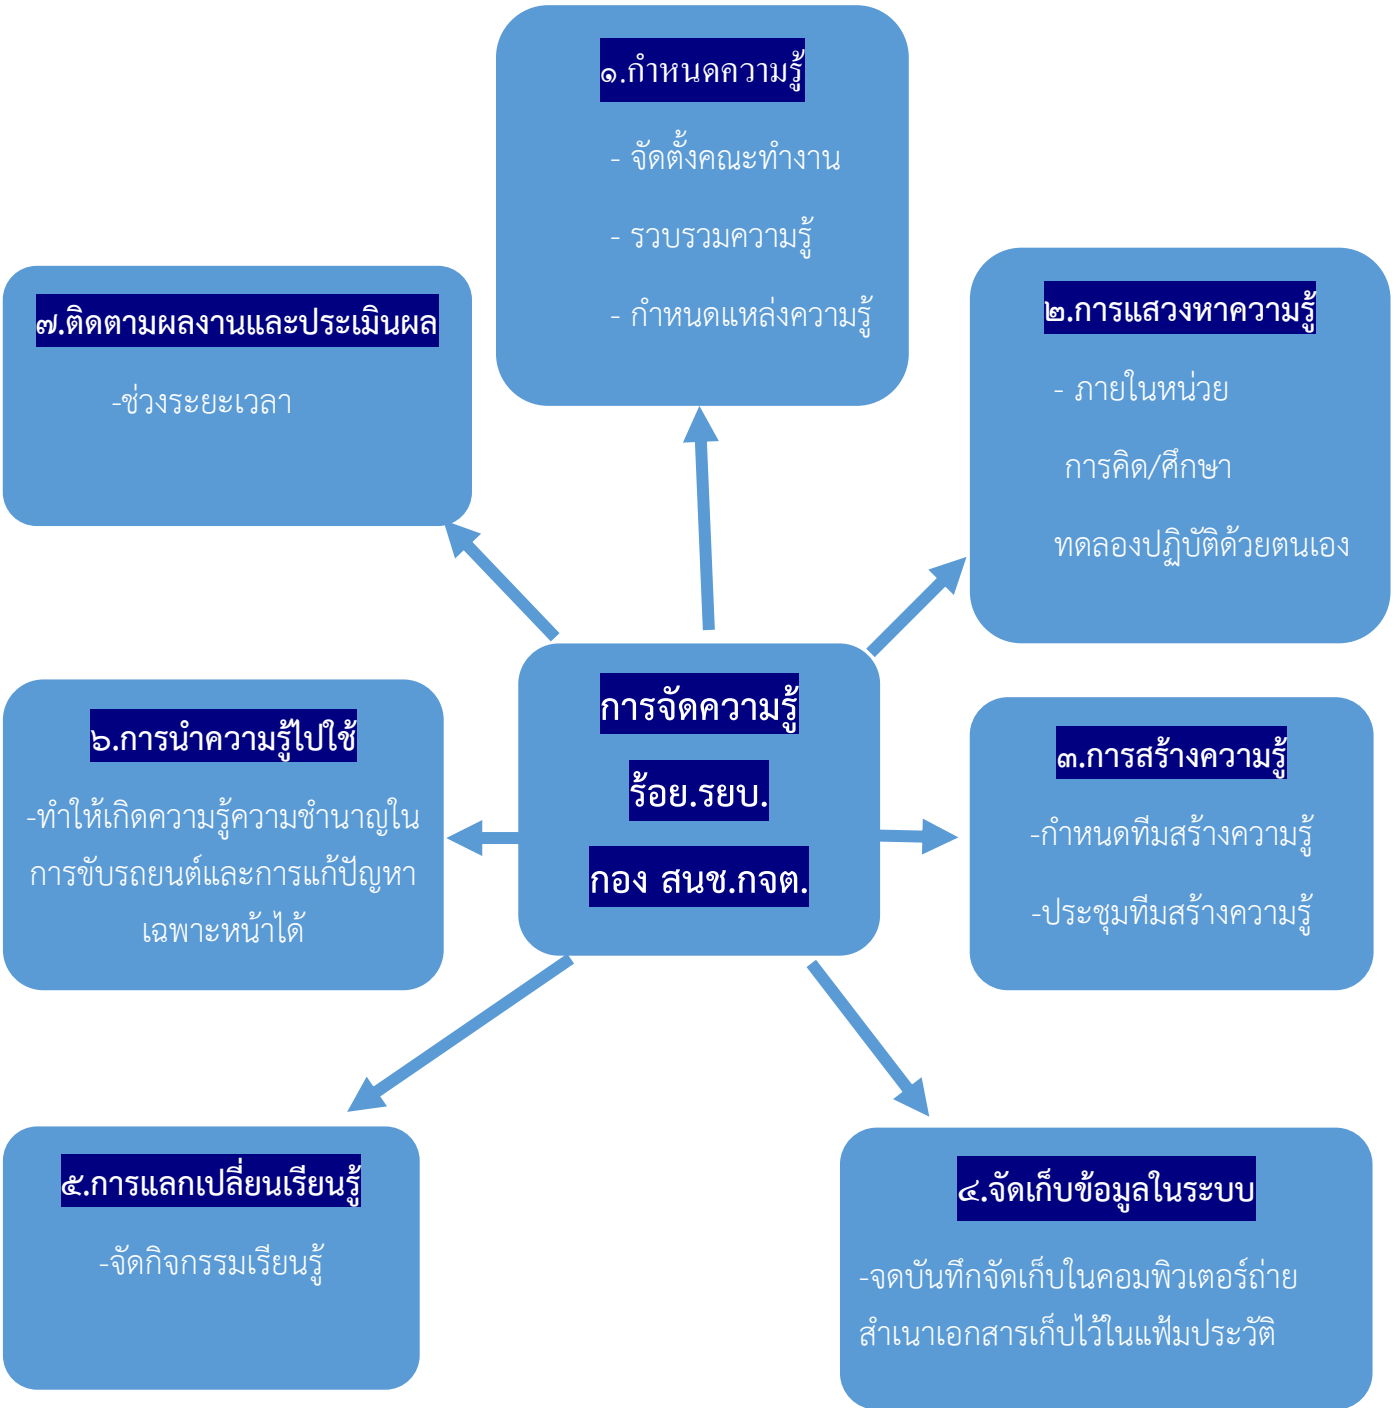 ๑.กำหนดความรู้
- จัดตั้งคณะทำงาน
- รวบรวมความรู้
- กำหนดแหล่งความรู้
๒.การแสวงหาความรู้
- ภายในหน่วย
การคิด/ศึกษา
ทดลองปฏิบัติด้วยตนเอง
๓.การสร้างความรู้
-กำหนดทีมสร้างความรู้
-ประชุมทีมสร้างความรู้
๔.จัดเก็บข้อมูลในระบบ
-จดบันทึกจัดเก็บในคอมพิวเตอร์ถ่าย
สำเนาเอกสารเก็บไว้ในแฟ้มประวัติ
๕.การแลกเปลี่ยนเรียนรู้
-จัดกิจกรรมเรียนรู้
๖.การนำความรู้ไปใช้
-ทำให้เกิดความรู้ความชำนาญใน
การขับรถยนต์และการแก้ปัญหา
เฉพาะหน้าได้
๗.ติดตามผลงานและประเมินผล
-ช่วงระยะเวลา
การจัดความรู้
ร้อย.รยบ.
กอง สนช.กจต.